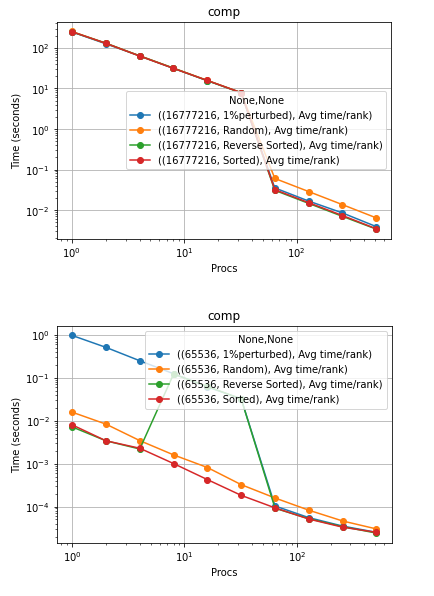 comp
10²
10¹
10⁰
10⁻¹
10⁻²
Time (seconds)
None,None
((16777216, 1%perturbed), Avg time/rank)
((16777216, Random), Avg time/rank)
((16777216, Reverse Sorted), Avg time/rank)
((16777216, Sorted), Avg time/rank)
10⁰ 10¹ 10²
Procs
comp
10⁰
10⁻¹
10⁻²
10⁻³
10⁻⁴
Time (seconds)
None,None
((65536, 1%perturbed), Avg time/rank)
((65536, Random), Avg time/rank)
((65536, Reverse Sorted), Avg time/rank)
((65536, Sorted), Avg time/rank)
10⁰ 10¹ 10²
Procs